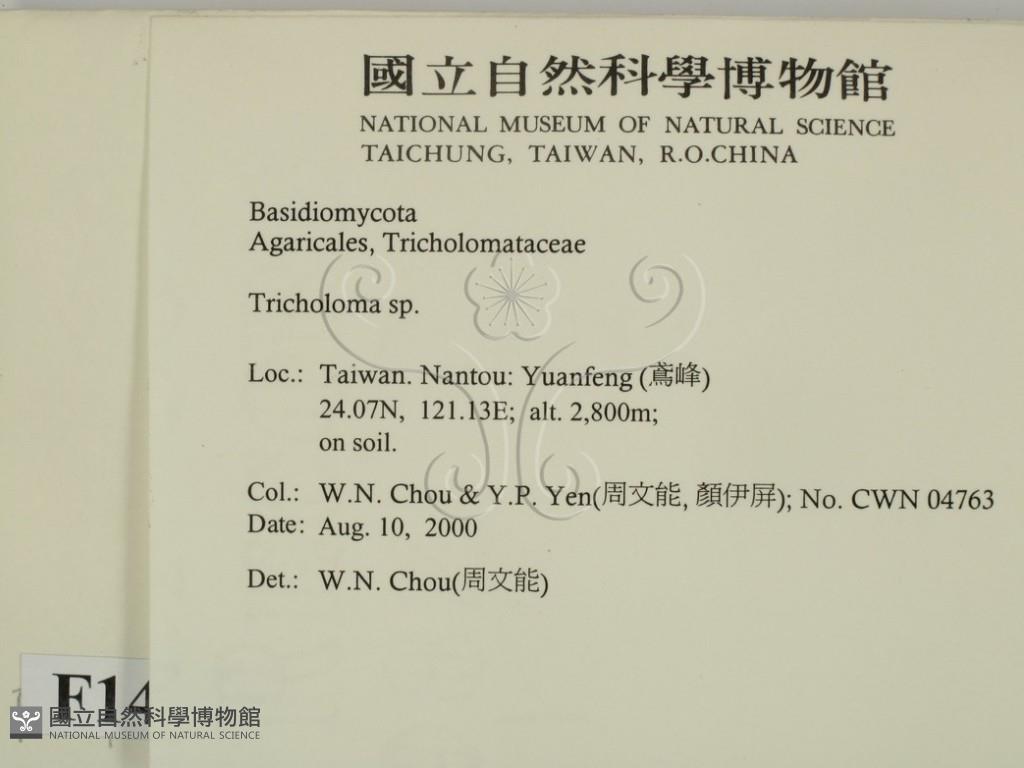 國立自然科學博物館
NATIONAL MUSEUM OF NATURAL SCIENCE
TAICHUNG, TAIWAN, R.O.CHINA
Basidiomycota
Agaricales, Tricholomataceae
Tricholoma sp.
Loc.: Taiwan. Nantou: Yuanfeng (鳶峰)
24.07N, 121.13E; alt. 2,800m;
on soil.
Col.: W.N. Chou & Y.P. Yen(周文能, 顏伊屏); No. CWN 04763
Date: Aug. 10, 2000
Det.: W.N. Chou(周文能)
F14
國立自然科學博物館
NATIONAL MUSEUM OF NATURAL SCIENCE